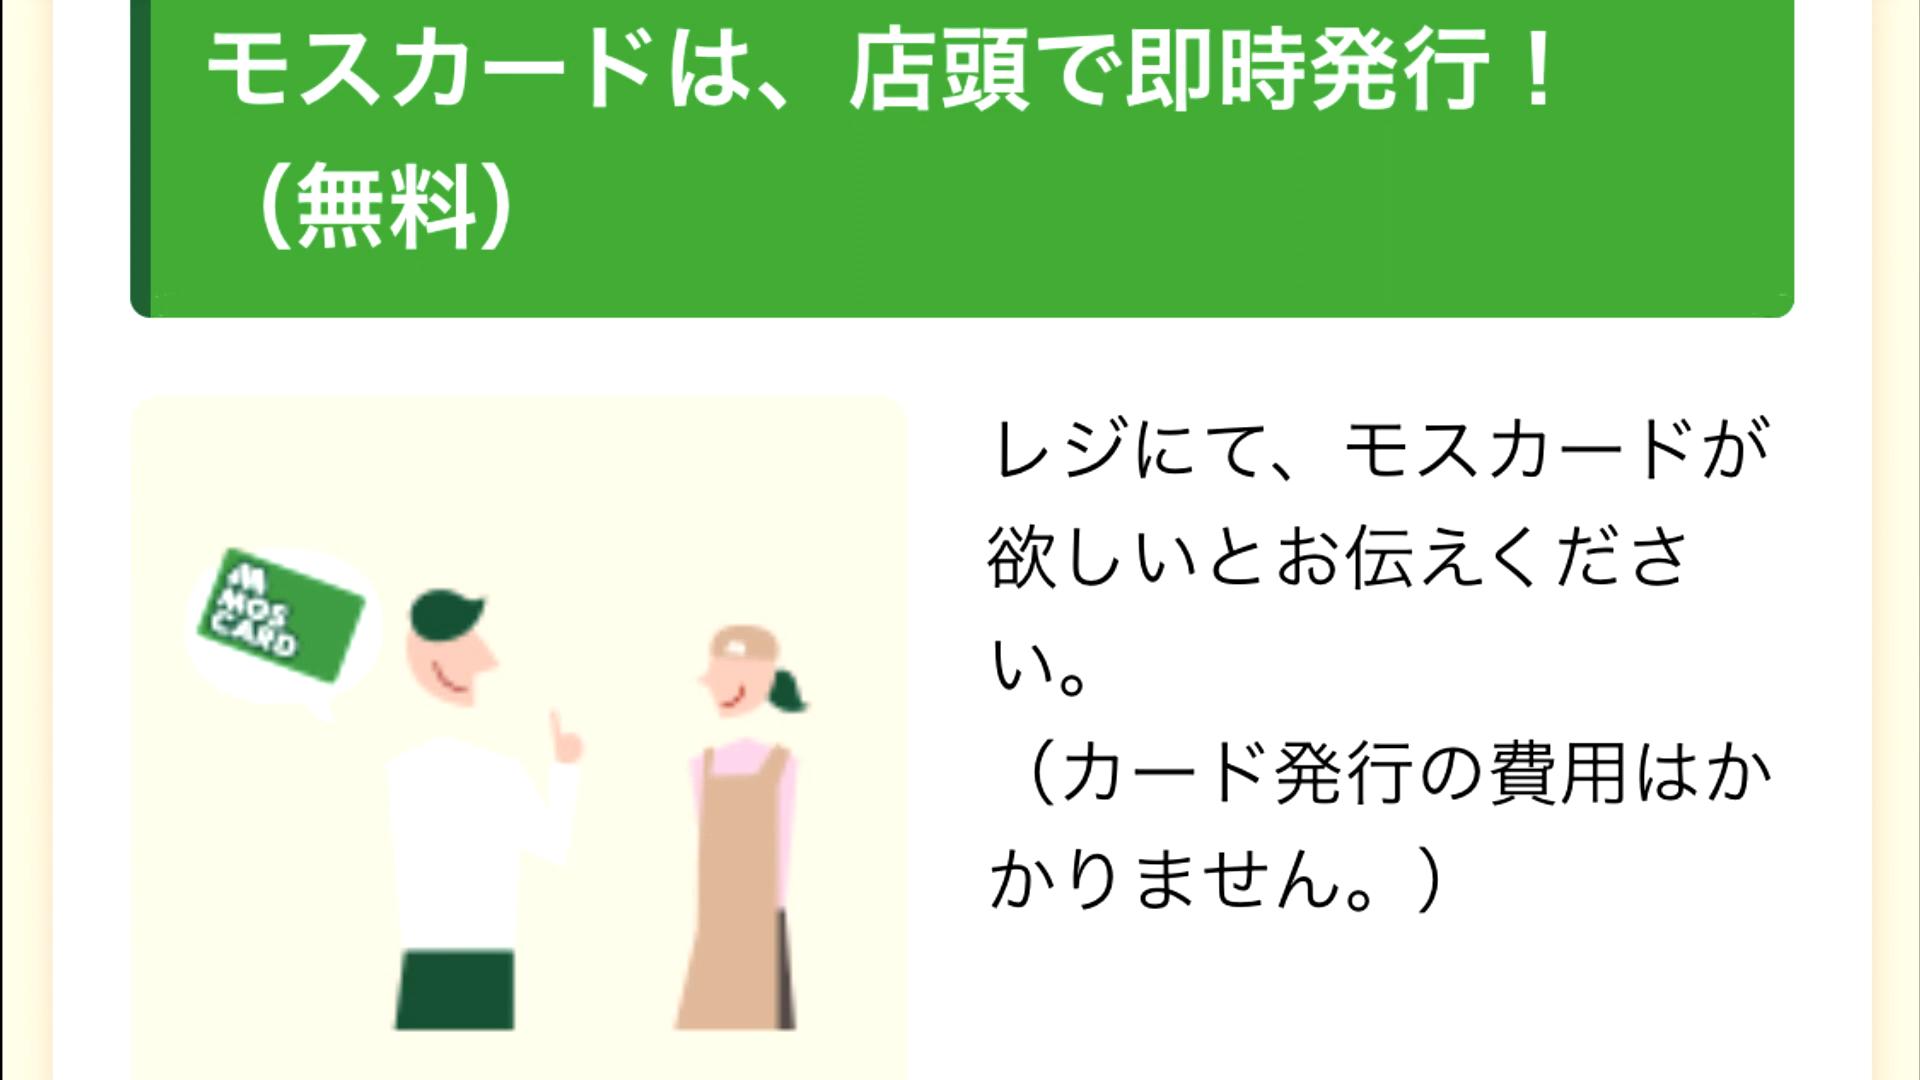 モスカードは、店頭で即時発行！
（無料）
M
MOS
CARD
レジにて、モスカードが
欲しいとお伝えくださ
い。
（カード発行の費用はか
かりません。）